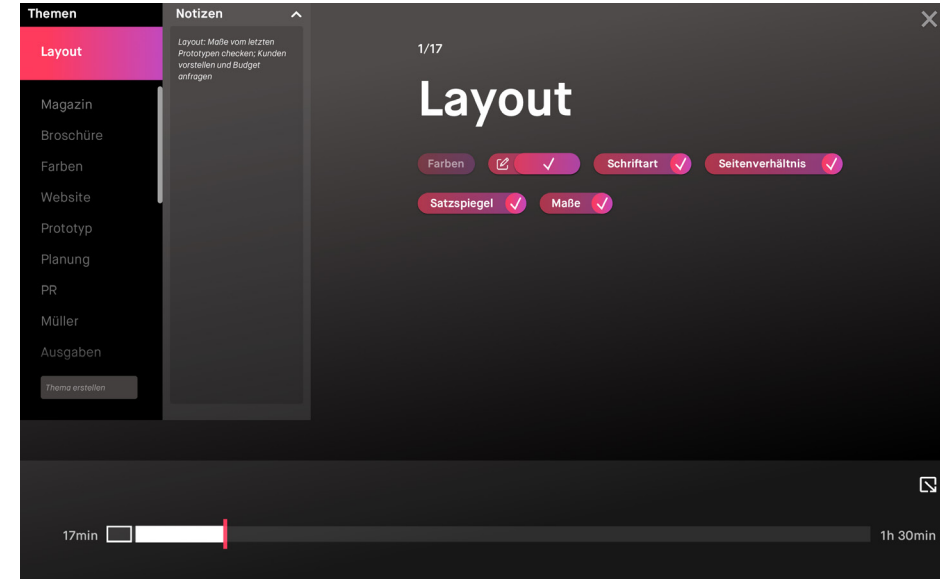 Themen
Layout
Magazin
Broschüre
Farben
Website
Prototyp
Planung
PR
Müller
Ausgaben
Thema erstellen
Notizen
Layout: Maße vom letzten
Prototypen checken; Kunden
vorstellen und Budget
anfragen
1/17
Layout
Farben Schriftart Seitenverhältnis
Satzspiegel Maße
17min 1h 30min